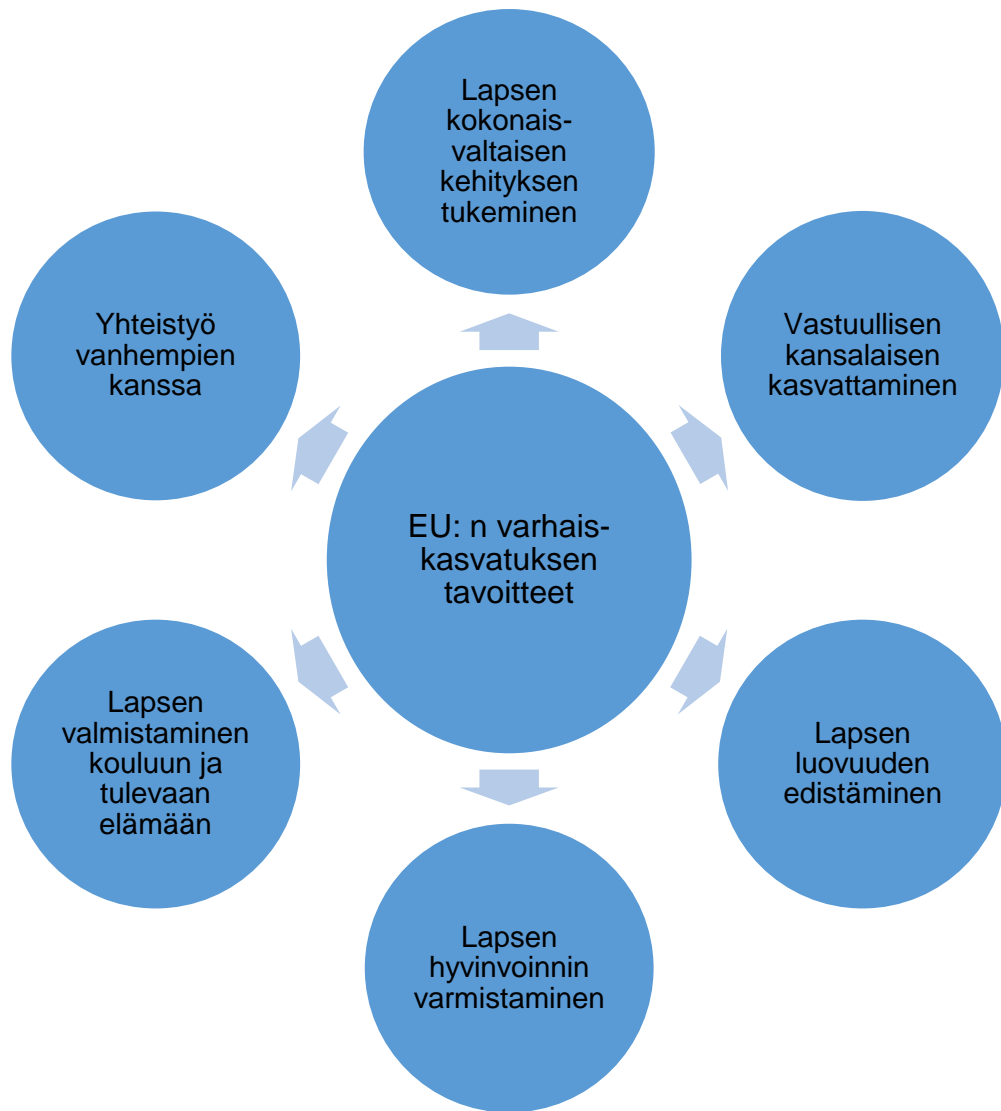 Lapsen
kokonais-
valtaisen
kehityksen
tukeminen
Yhteistyö
vanhempien
kanssa
Vastuullisen
kansalaisen
kasvattaminen
EU: n varhais-
kasvatuksen
tavoitteet
Lapsen
valmistaminen
kouluun ja
tulevaan
elämään
Lapsen
luovuuden
edistäminen
Lapsen
hyvinvoinnin
varmistaminen